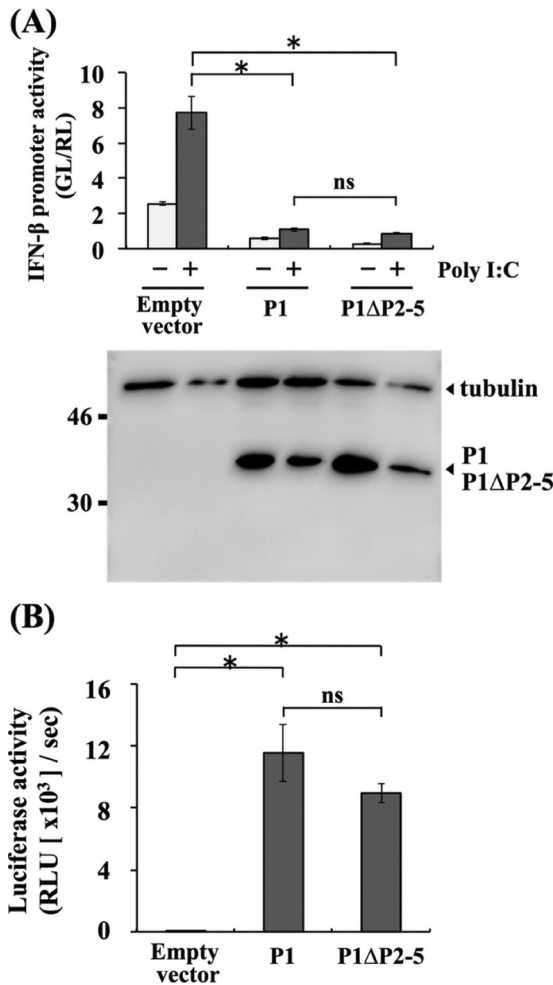 (A)
*
*
ns
IFN-β promoter activity
(GL/RL)
10
8
6
4
2
0
− + − + − + Poly I:C
Empty vector P1 P1ΔP2-5
tubulin
46
P1
P1ΔP2-5
30
(B)
*
*
ns
Luciferase activity
(RLU [ x10³] / sec)
16
12
8
4
0
Empty vector P1 P1ΔP2-5